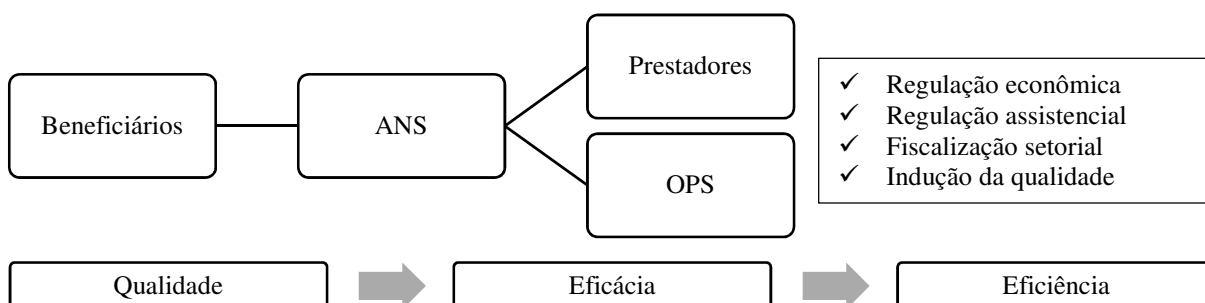 Beneficiários
ANS
Prestadores
OPS
✓ Regulação econômica
✓ Regulação assistencial
✓ Fiscalização setorial
✓ Indução da qualidade
Qualidade
Eficácia
Eficiência